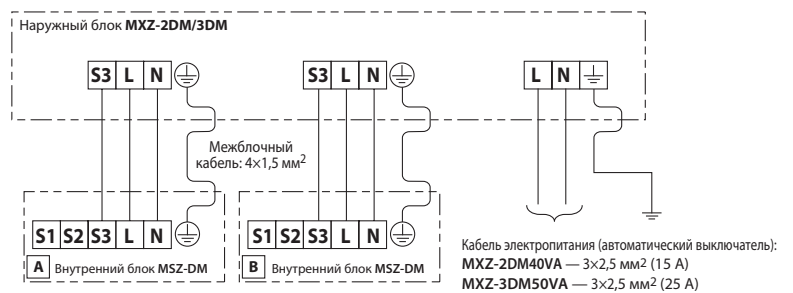 Наружный блок MXZ-2DM/3DM
S3 L N
S3 L N
L N
Межблочный
кабель: 4×1,5 мм²
S1 S2 S3 L N
S1 S2 S3 L N
A Внутренний блок MSZ-DM
B Внутренний блок MSZ-DM
Кабель электропитания (автоматический выключатель):
MXZ-2DM40VA — 3×2,5 мм² (15 А)
MXZ-3DM50VA — 3×2,5 мм² (25 А)